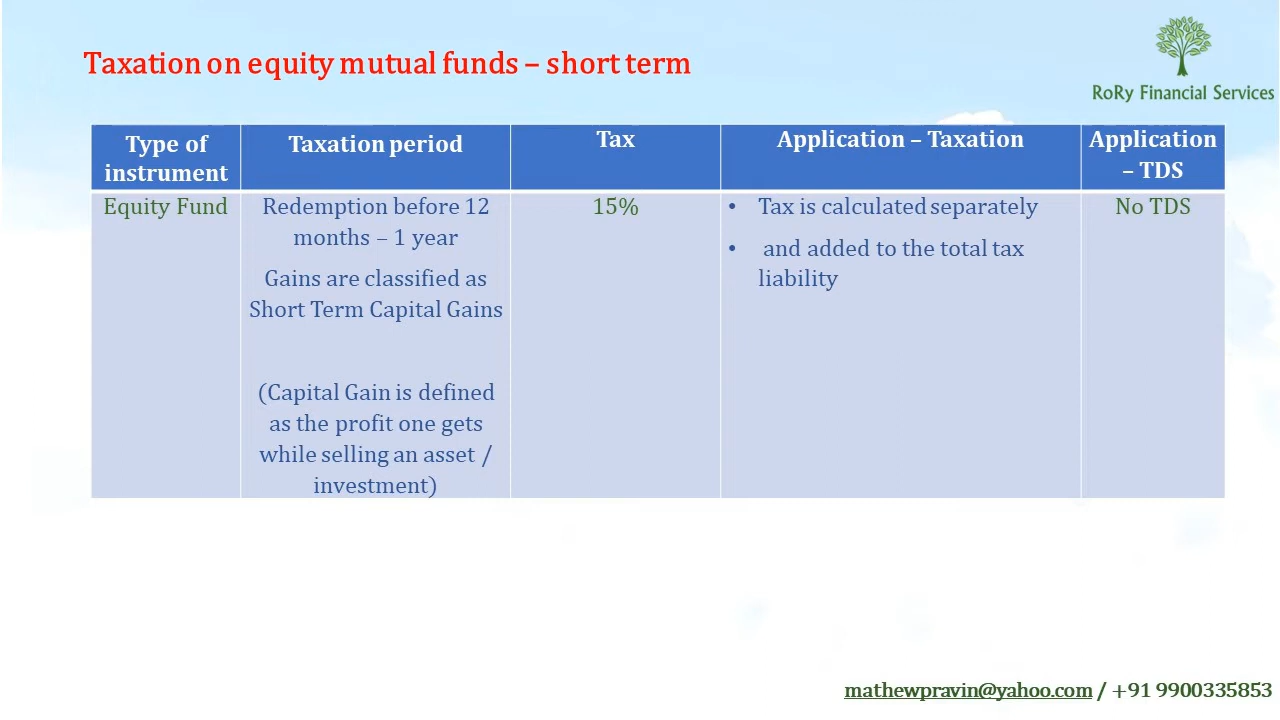 Taxation on equity mutual funds – short term
RoRy Financial Services
Type of
instrument
Taxation period
Tax
Application – Taxation
Application
– TDS
Equity Fund
Redemption before 12
months – 1 year
Gains are classified as
Short Term Capital Gains
(Capital Gain is defined
as the profit one gets
while selling an asset /
investment)
15%
• Tax is calculated separately
• and added to the total tax
liability
No TDS
mathewpravin@yahoo.com / +91 9900335853